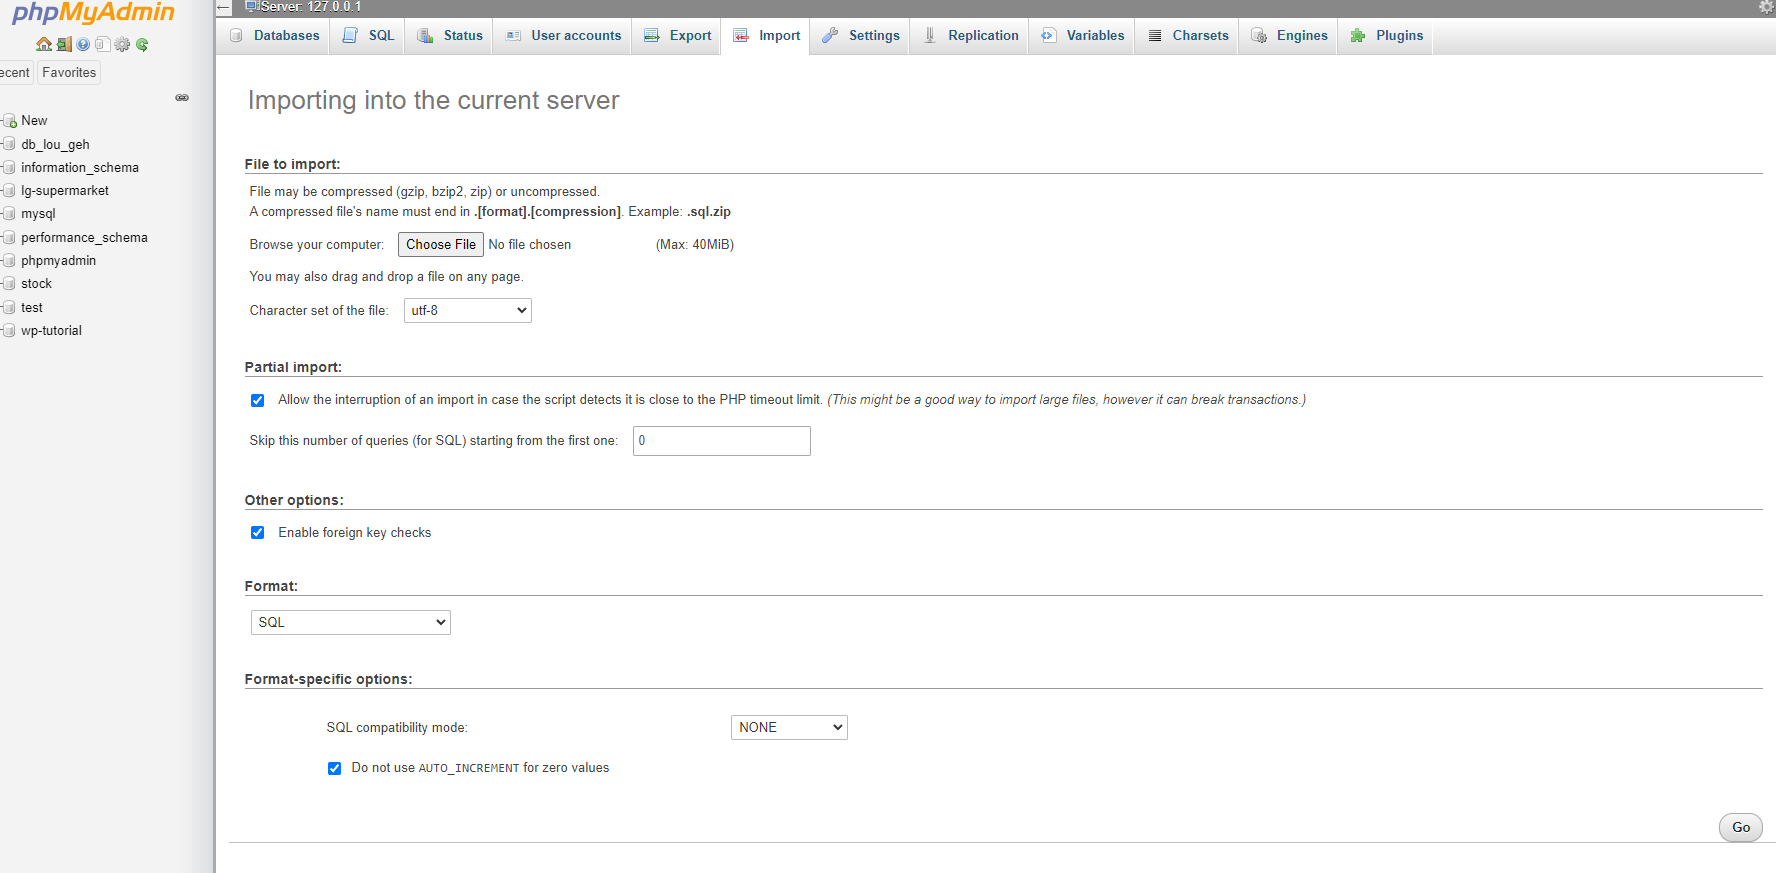 phpMyAdmin
ecent Favorites
New
db_lou_geh
information_schema
lg-supermarket
mysql
performance_schema
phpmyadmin
stock
test
wp-tutorial
Server: 127.0.0.1
Databases SQL Status User accounts Export Import Settings Replication Variables Charsets Engines Plugins
Importing into the current server
File to import:
File may be compressed (gzip, bzip2, zip) or uncompressed.
A compressed file's name must end in .[format].[compression]. Example: .sql.zip
Browse your computer: Choose File No file chosen (Max: 40MiB)
You may also drag and drop a file on any page.
Character set of the file: utf-8
Partial import:
Allow the interruption of an import in case the script detects it is close to the PHP timeout limit. (This might be a good way to import large files, however it can break transactions.)
Skip this number of queries (for SQL) starting from the first one: 0
Other options:
Enable foreign key checks
Format:
SQL
Format-specific options:
SQL compatibility mode: NONE
Do not use AUTO_INCREMENT for zero values
Go